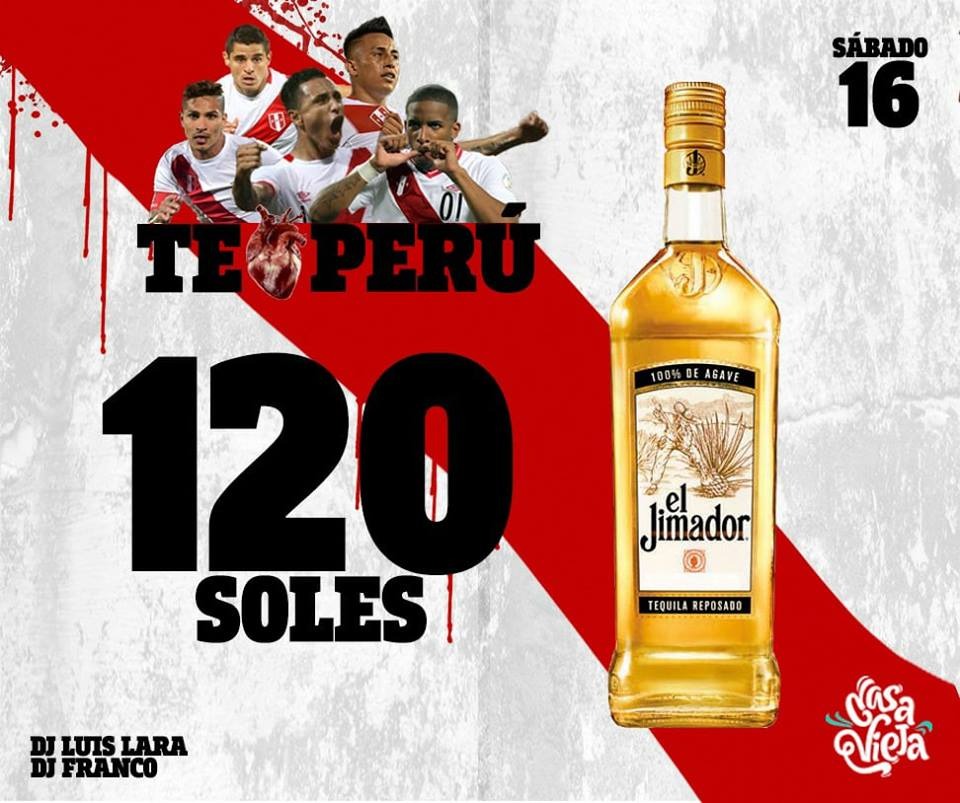 SÁBADO
16
01
TE PERÚ
120
SOLES
100% DE AGAVE
el
Jimador
TEQUILA REPOSADO
DJ LUIS LARA
DJ FRANCO
Casa
Vieja